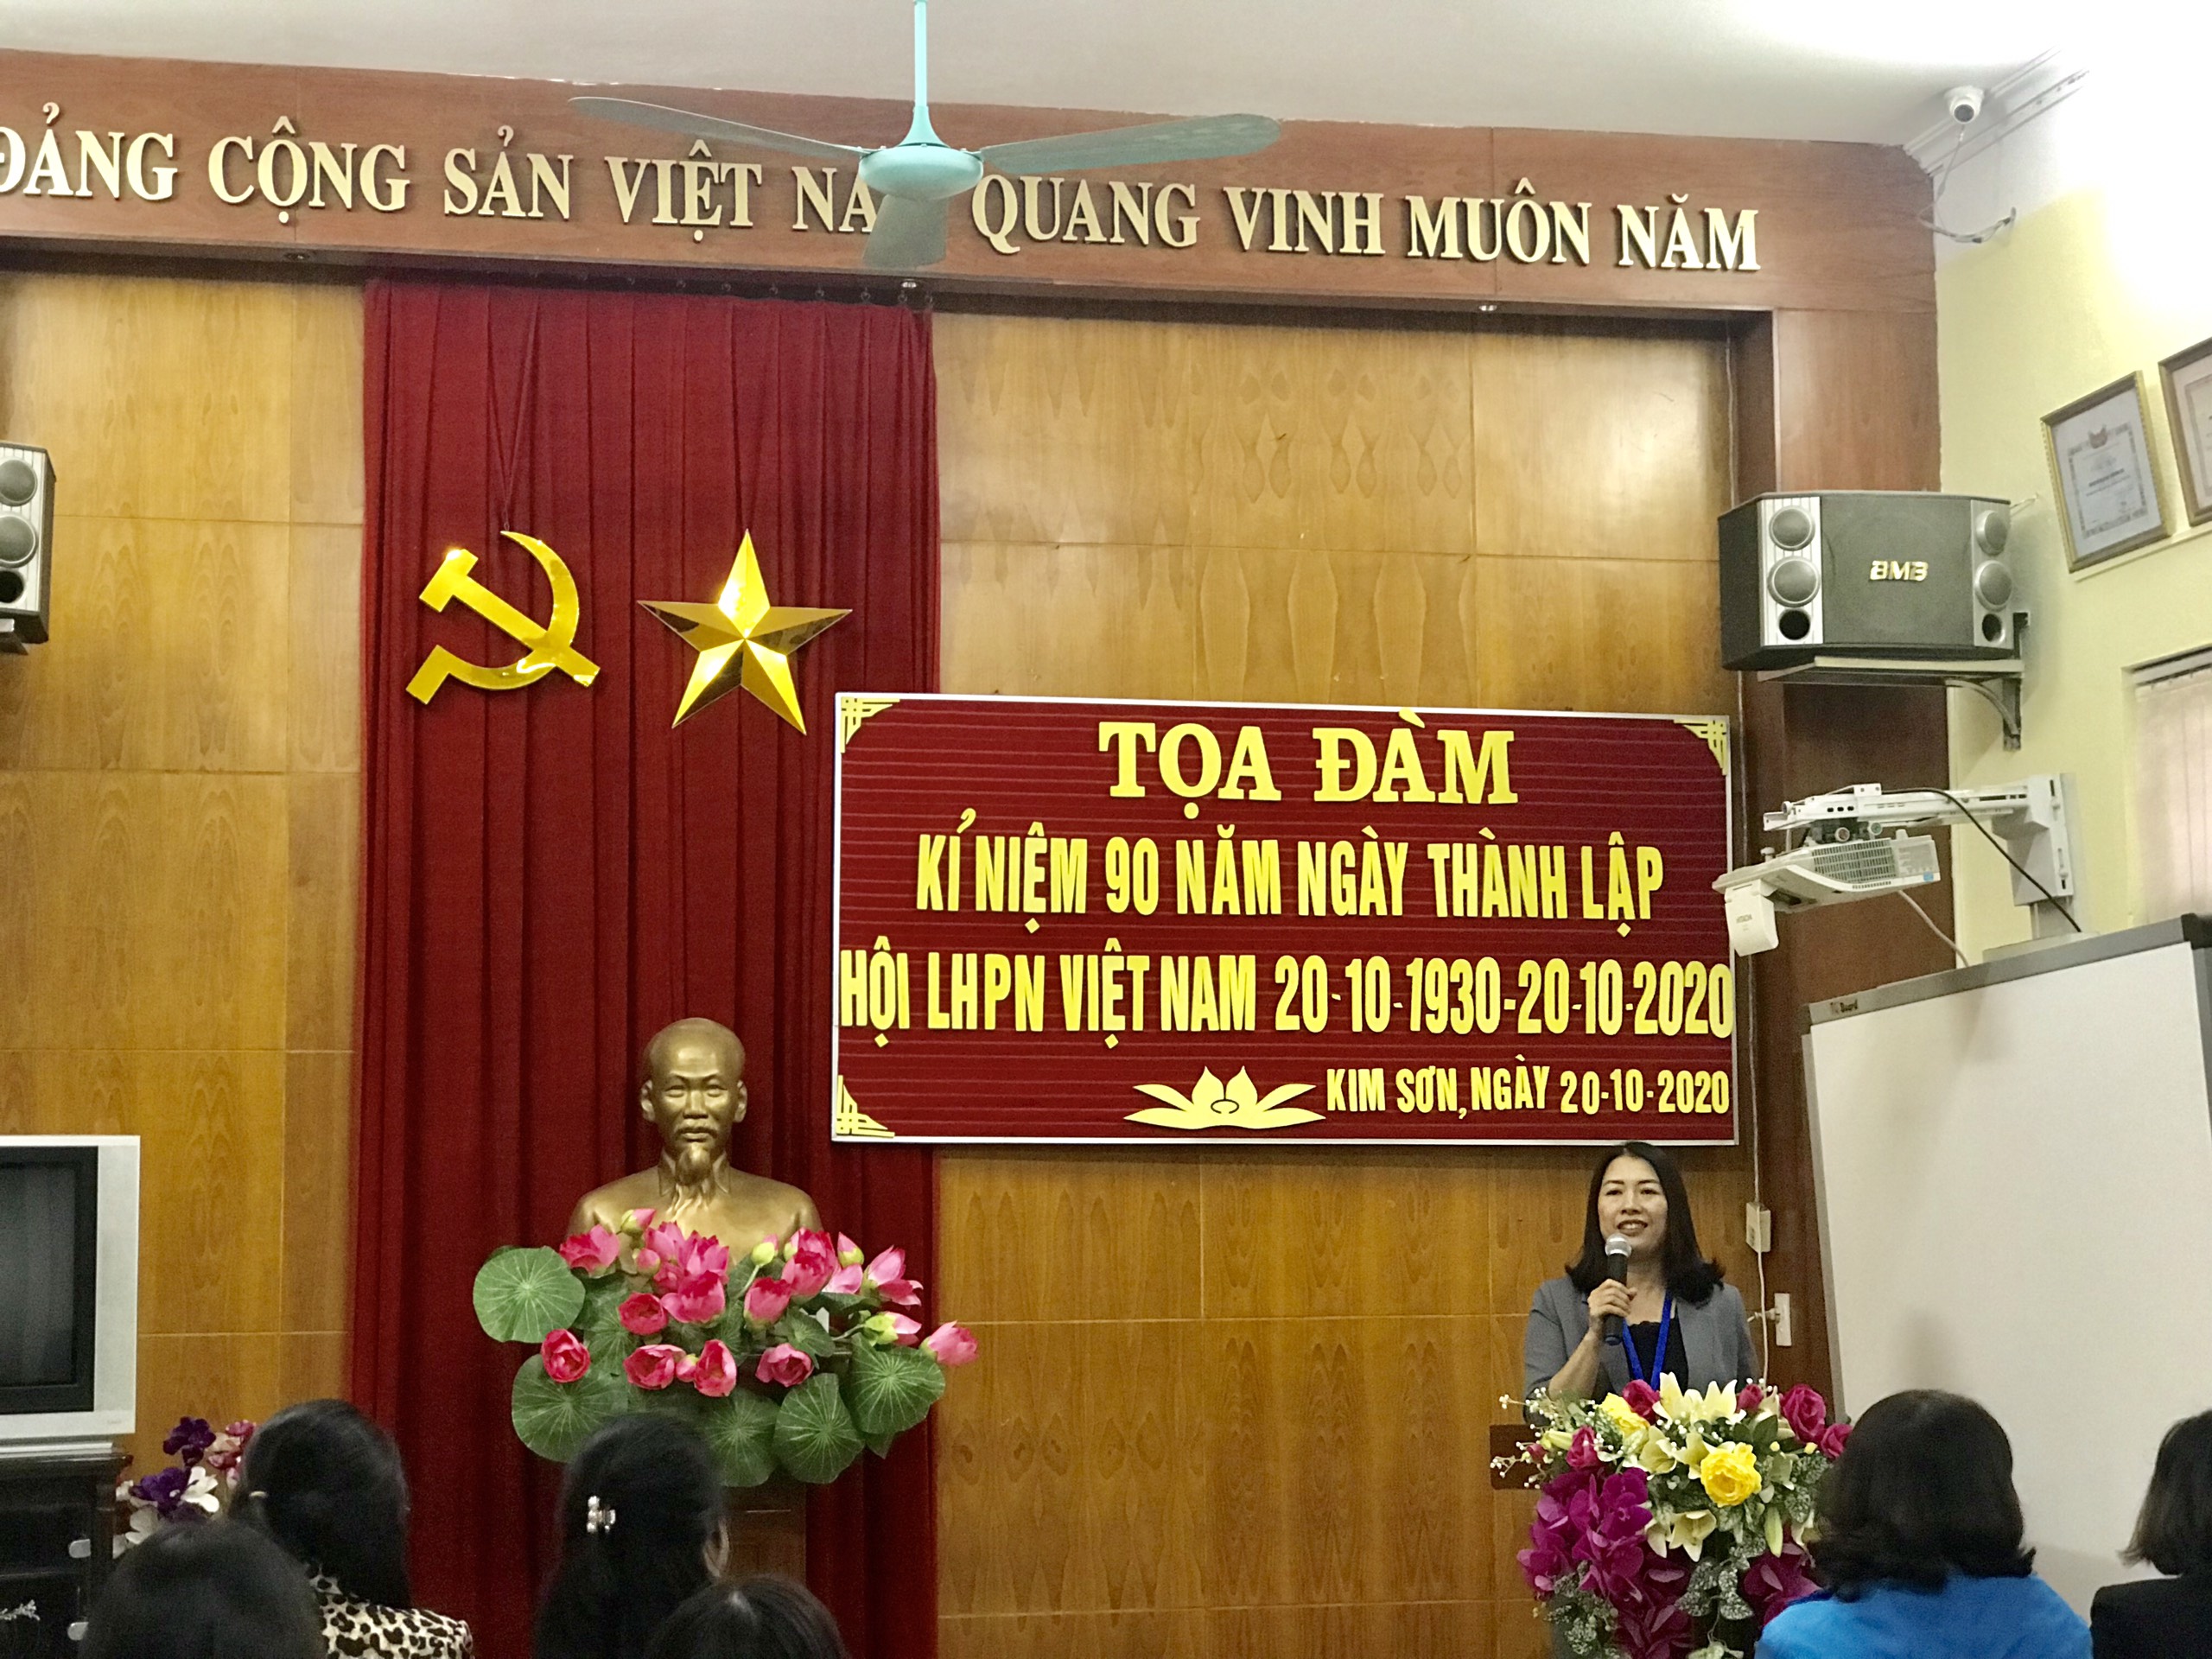 ĐẢNG CỘNG SẢN VIỆT NA QUANG VINH MUÔN NĂM
BMB
TỌA ĐÀM
KỈ NIỆM 90 NĂM NGÀY THÀNH LẬP
HỘI LHPN VIỆT NAM 20-10-1930-20-10-2020
KIM SƠN, NGÀY 20-10-2020
HITACHI